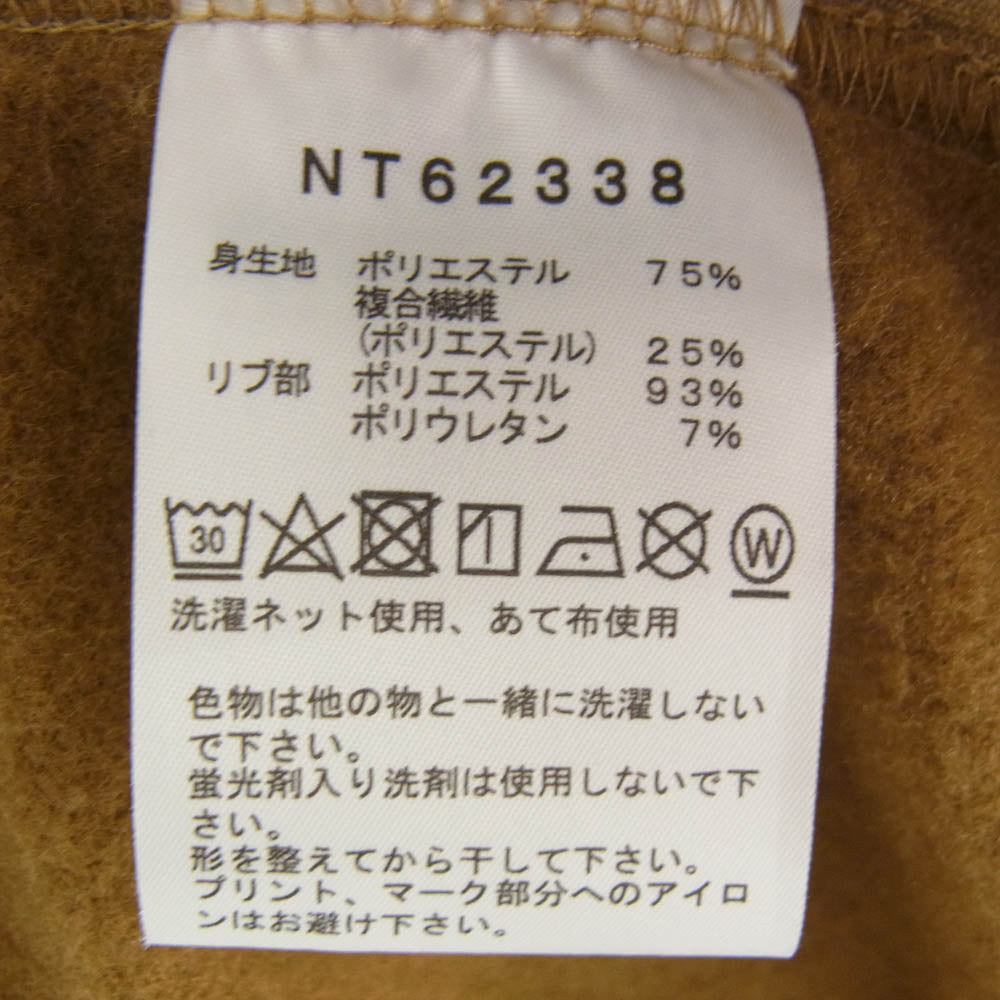 NT62338
身生地 ポリエステル 75%
複合繊維
(ポリエステル) 25%
リブ部 ポリエステル 93%
ポリウレタン 7%
30 W
洗濯ネット使用、あて布使用
色物は他の物と一緒に洗濯しない
で下さい。
蛍光剤入り洗剤は使用しないで下
さい。
形を整えてから干して下さい。
プリント、マーク部分へのアイロ
ンはお避け下さい。